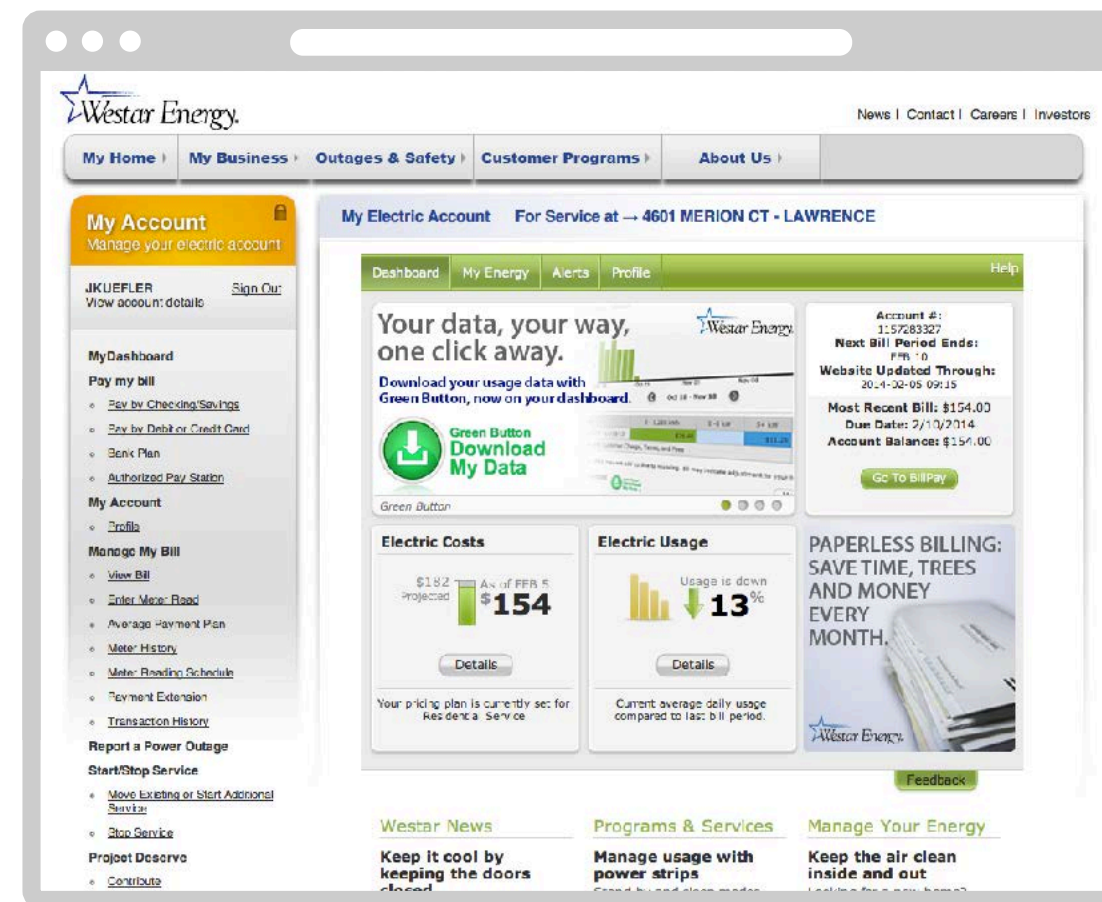 Westar Energy.
News | Contact | Careers | Investors
My Home My Business Outages & Safety Customer Programs About Us
My Account
Manage your electric account
JKUEFLER Sign Out
View account details
MyDashboard
Pay my bill
Pay by Checking/Savings
Pay by Debit or Credit Card
Bank Plan
Authorized Pay Station
My Account
Profile
Manage My Bill
View Bill
Enter Meter Read
Average Payment Plan
Meter History
Meter Reading Schedule
Payment Extension
Transaction History
Report a Power Outage
Start/Stop Service
Move Existing or Start Additional
Service
Stop Service
Project Deserve
Contribute
My Electric Account For Service at → 4601 MERION CT - LAWRENCE
Dashboard My Energy Alerts Profile Help
Your data, your way,
one click away.
Westar Energy.
Download your usage data with
Green Button, now on your dashboard.
Green Button
Download
My Data
Green Button
Account #:
1157283327
Next Bill Period Ends:
FEB 10
Website Updated Through:
2014-02-05 09:15
Most Recent Bill: $154.00
Due Date: 2/10/2014
Account Balance: $154.00
Go To BillPay
Electric Costs
$182
Projected
As of FEB 5
$154
Details
Your pricing plan is currently set for
Residential Service
Electric Usage
Usage is down
13%
Details
Current average daily usage
compared to last bill period.
PAPERLESS BILLING:
SAVE TIME, TREES
AND MONEY
EVERY
MONTH.
Westar Energy.
Feedback
Westar News
Keep it cool by
keeping the doors
closed
Programs & Services
Manage usage with
power strips
Manage Your Energy
Keep the air clean
inside and out